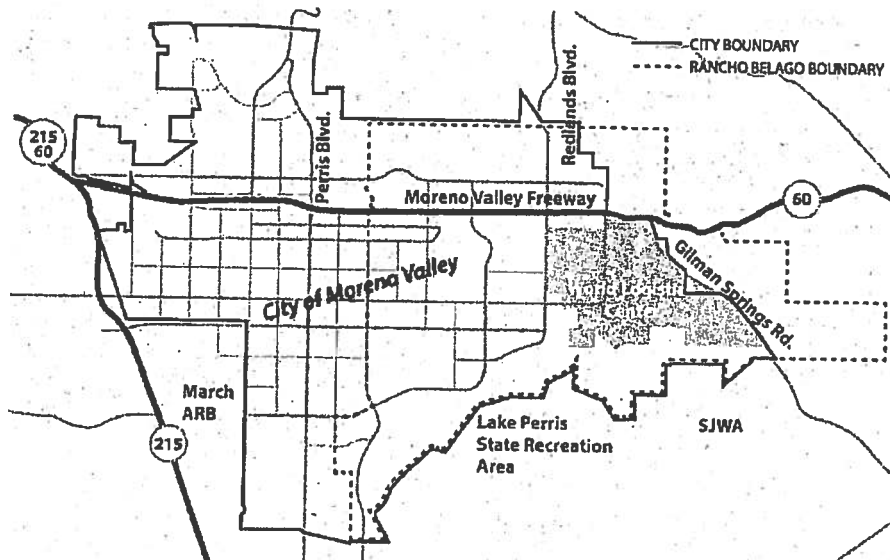 CITY BOUNDARY
RANCHO BELAGO BOUNDARY
Redlands Blvd.
Perris Blvd.
215
60
Moreno Valley Freeway
60
Gilman Springs Rd.
City of Moreno Valley
March
ARB
215
Lake Perris
State Recreation
Area
SJWA